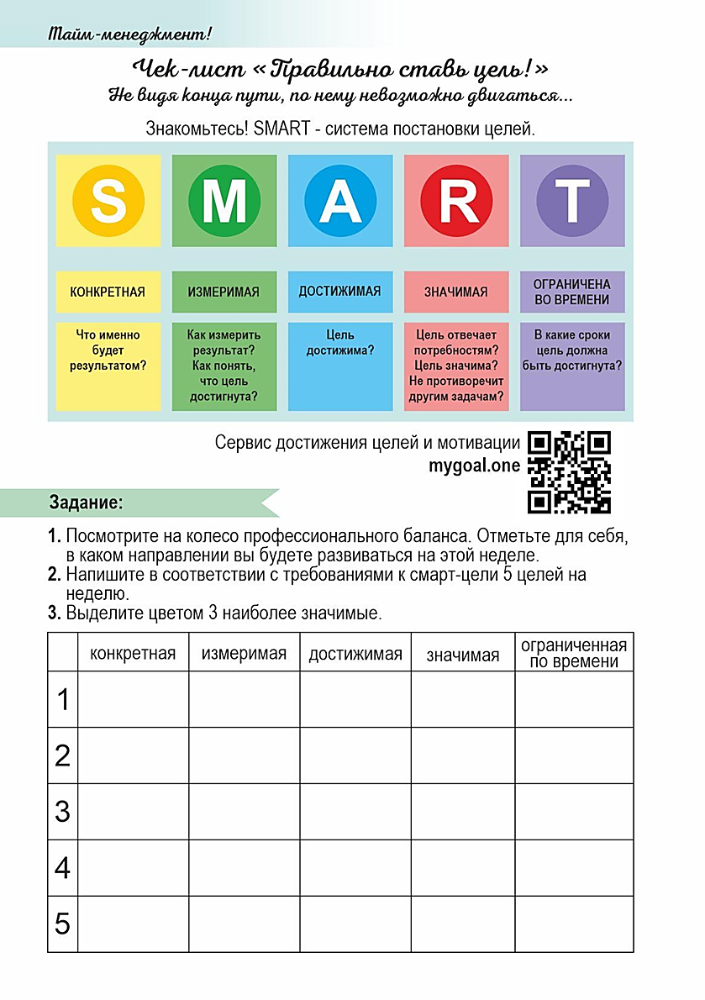 Тайм-менеджмент!
Чек-лист «Правильно ставь цель!»
Не видя конца пути, по нему невозможно двигаться...
Знакомьтесь! SMART - система постановки целей.
S M A R T
КОНКРЕТНАЯ
ИЗМЕРИМАЯ
ДОСТИЖИМАЯ
ЗНАЧИМАЯ
ОГРАНИЧЕНА
ВО ВРЕМЕНИ
Что именно
будет
результатом?
Как измерить
результат?
Как понять,
что цель
достигнута?
Цель
достижима?
Цель отвечает
потребностям?
Цель значима?
Не противоречит
другим задачам?
В какие сроки
цель должна
быть достигнута?
Сервис достижения целей и мотивации
mygoal.one
Задание:
1. Посмотрите на колесо профессионального баланса. Отметьте для себя,
в каком направлении вы будете развиваться на этой неделе.
2. Напишите в соответствии с требованиями к смарт-цели 5 целей на
неделю.
3. Выделите цветом 3 наиболее значимые.
конкретная
измеримая
достижимая
значимая
ограниченная
по времени
1
2
3
4
5